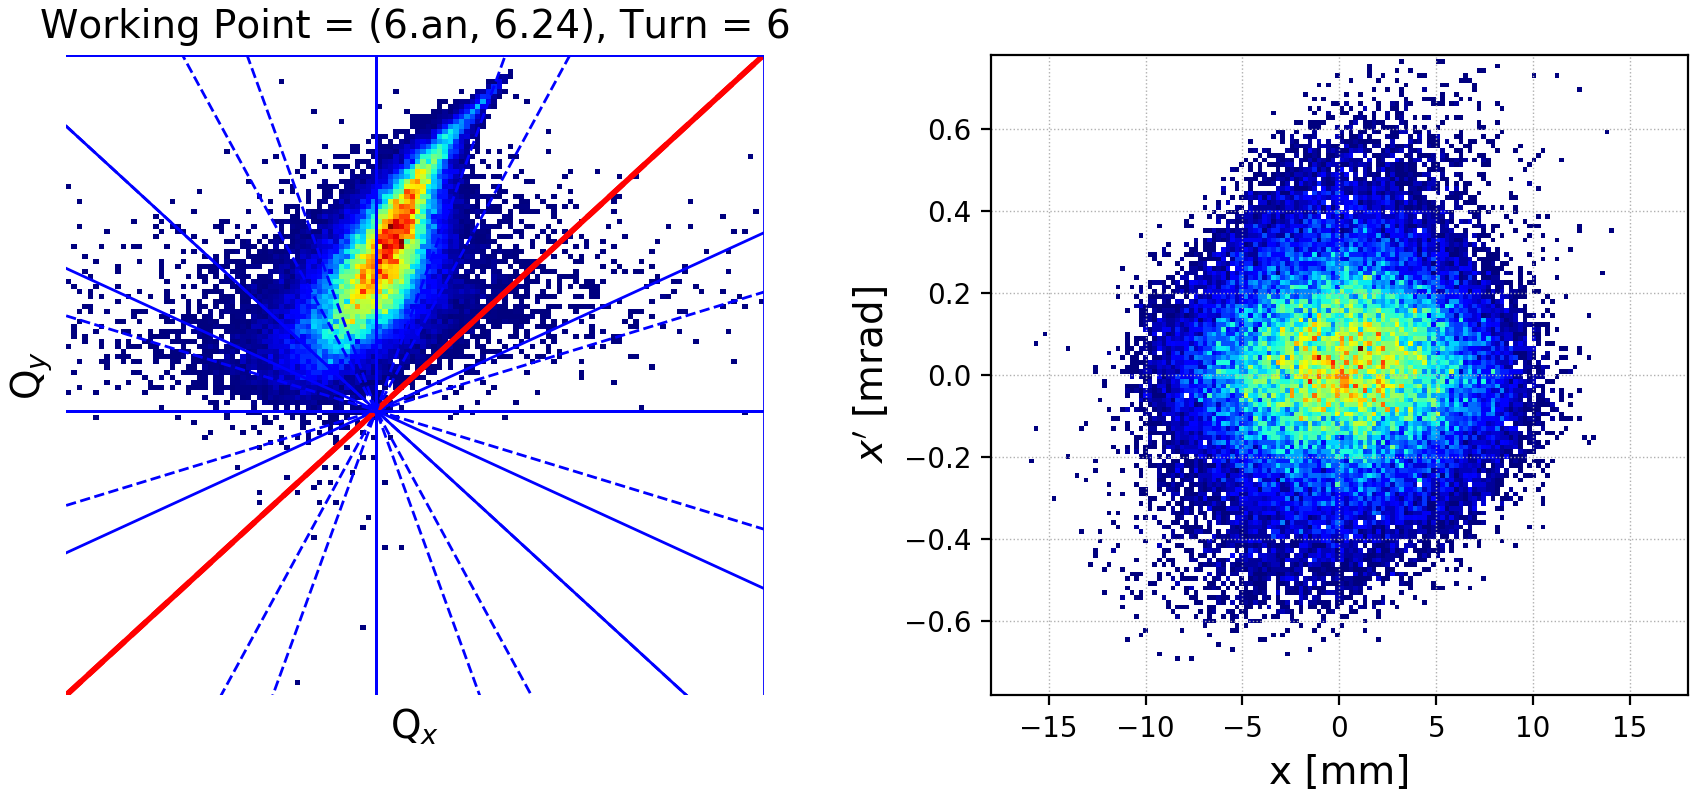 Working Point = (6.an, 6.24), Turn = 6
Q_y
Q_x
0.6
0.4
0.2
0.0
−0.2
−0.4
−0.6
x′ [mrad]
−15 −10 −5 0 5 10 15
x [mm]